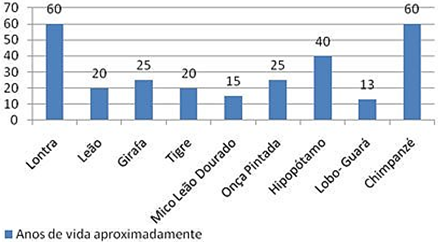 70
60
50
40
30
20
10
0
60
20
25
20
15
25
40
13
60
Lontra
Leão
Girafa
Tigre
Mico Leão Dourado
Onça Pintada
Hipopótamo
Lobo- Guará
Chimpanzé
Anos de vida aproximadamente